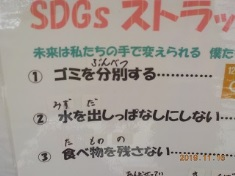 SDGs ストラッ
未来は私たちの手で変えられる 僕た
ぶんべつ
① ゴミを分別する…………
みず だ
② 水を出しっぱなしにしない
た もの のこ
③ 食べ物を残さない…………
2019.11.15